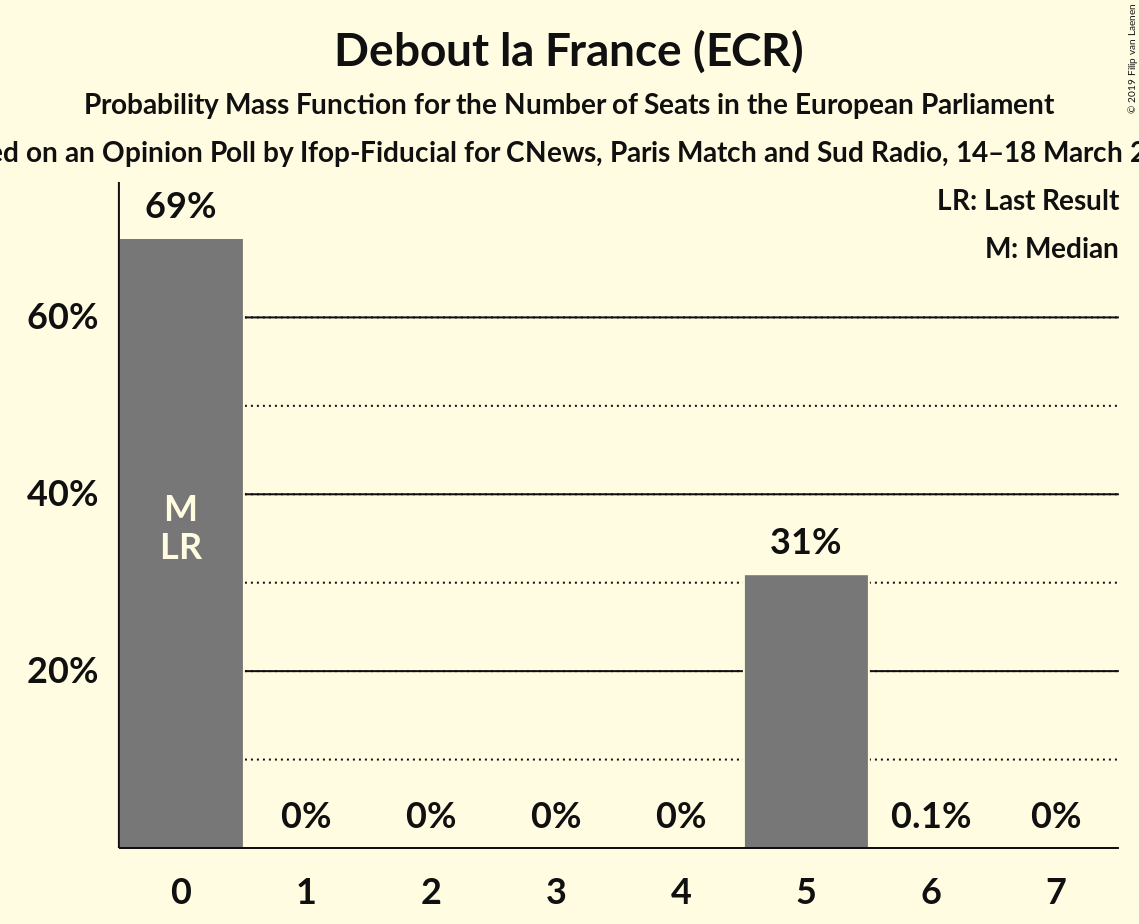 Debout la France (ECR)
Probability Mass Function for the Number of Seats in the European Parliament
on an Opinion Poll by Ifop-Fiducial for CNews, Paris Match and Sud Radio, 14–18 March
© 2019 Filip van Laenen
LR: Last Result
M: Median
69%
60%
40%
20%
M
LR
0%
0%
0%
0%
31%
0.1%
0%
0 1 2 3 4 5 6 7